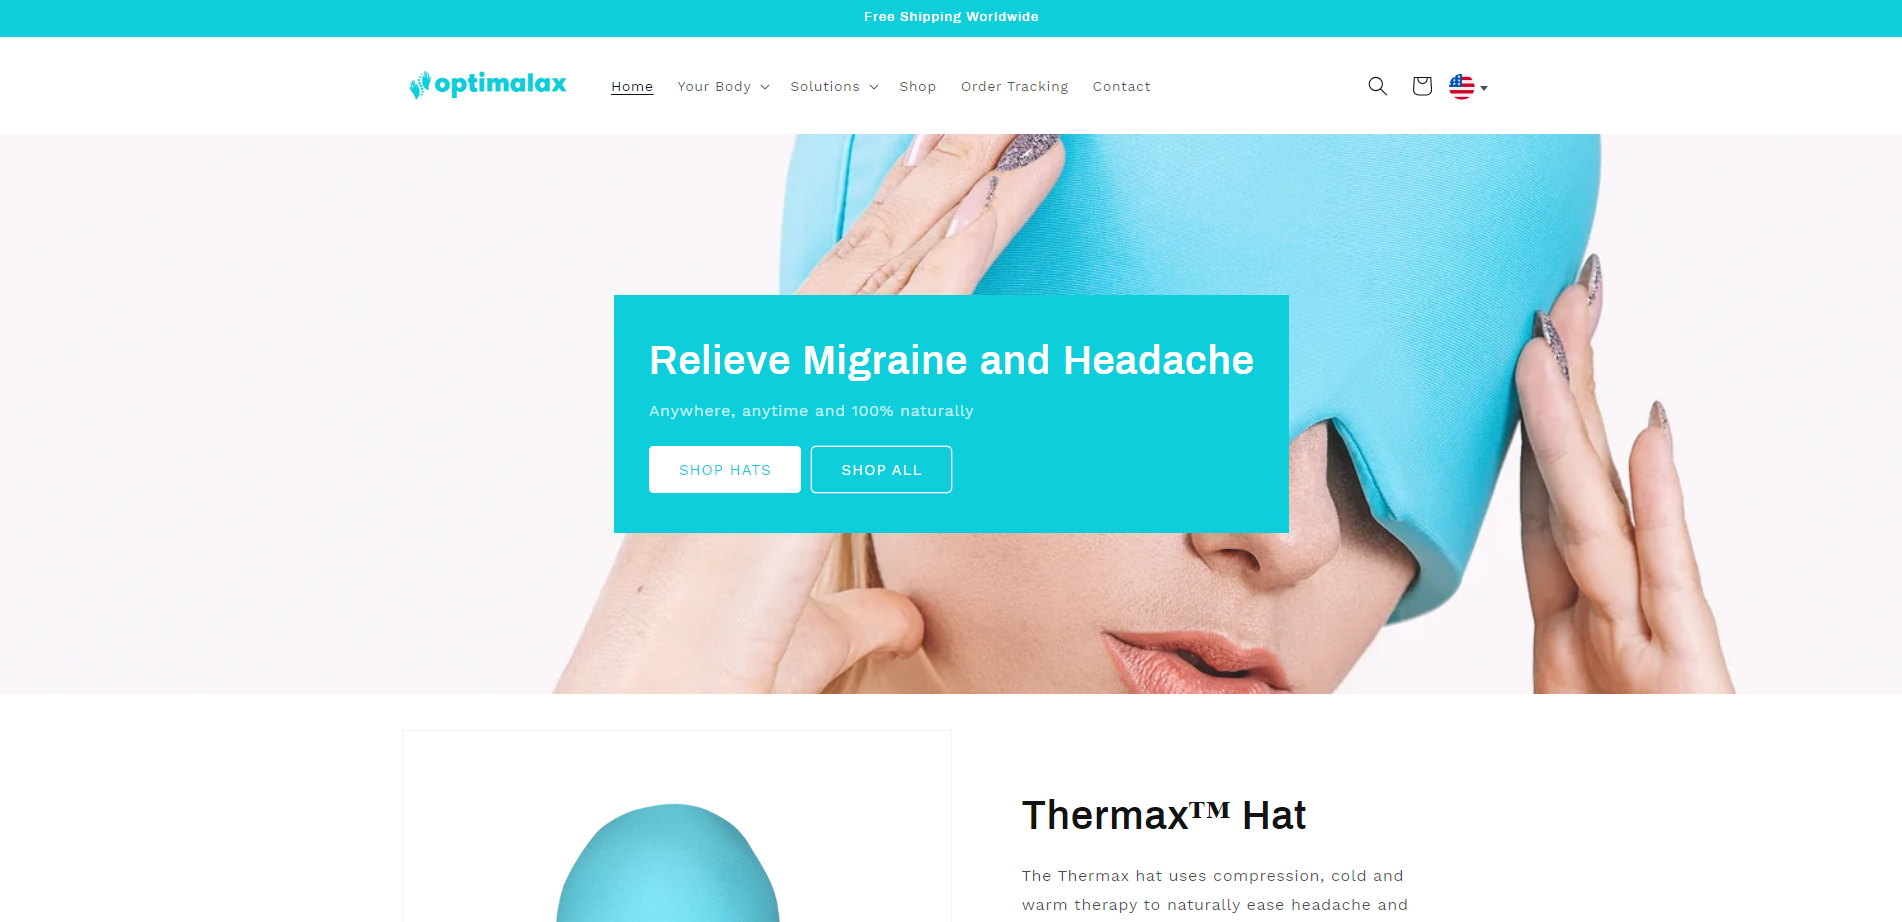 Free Shipping Worldwide
optimalax
Home Your Body Solutions Shop Order Tracking Contact
Relieve Migraine and Headache
Anywhere, anytime and 100% naturally
SHOP HATS SHOP ALL
Thermax™ Hat
The Thermax hat uses compression, cold and
warm therapy to naturally ease headache and